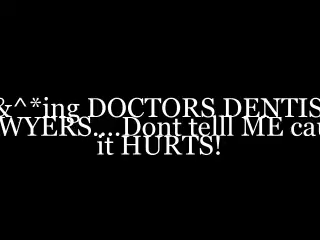 &^*ing DOCTORS DENTIS
WYERS....Dont telll ME cau
it HURTS!